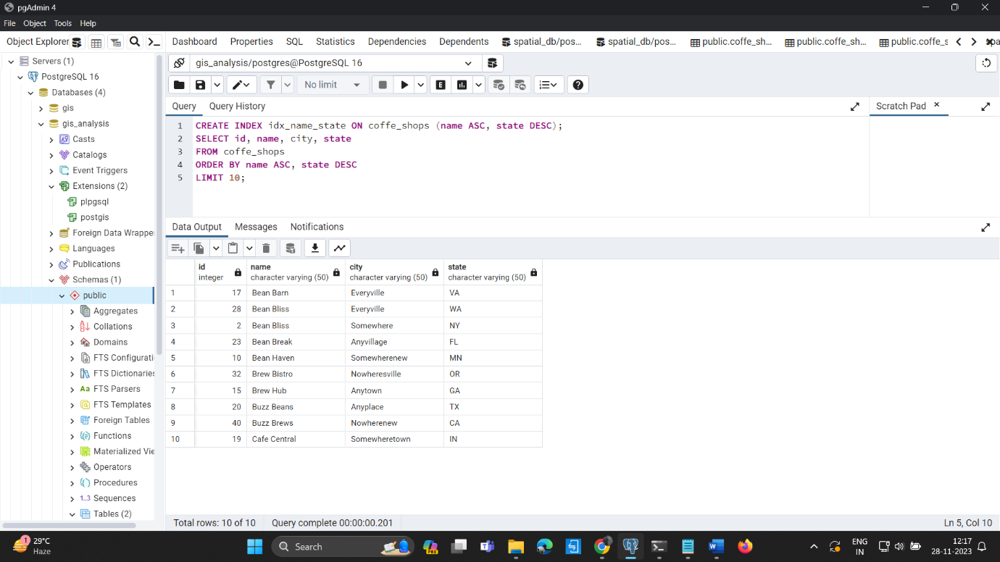 pgAdmin 4
File Object Tools Help
Object Explorer
Dashboard Properties SQL Statistics Dependencies Dependents spatial_db/pos... spatial_db/pos... public.coffe_sh... public.coffe_sh... public.coffe_s
Servers (1)
PostgreSQL 16
Databases (4)
gis
gis_analysis
Casts
Catalogs
Event Triggers
Extensions (2)
plpgsql
postgis
Foreign Data Wrappe
Languages
Publications
Schemas (1)
public
Aggregates
Collations
Domains
FTS Configurati
FTS Dictionaries
Aa FTS Parsers
FTS Templates
Foreign Tables
Functions
Materialized Vie
Operators
Procedures
1..3 Sequences
Tables (2)
gis_analysis/postgres@PostgreSQL 16
No limit
E
Query Query History
Scratch Pad
1 CREATE INDEX idx_name_state ON coffe_shops (name ASC, state DESC);
2 SELECT id, name, city, state
3 FROM coffe_shops
4 ORDER BY name ASC, state DESC
5 LIMIT 10;
Data Output Messages Notifications
id name city state
integer character varying (50) character varying (50) character varying (50)
1 17 Bean Barn Everyville VA
2 28 Bean Bliss Everyville WA
3 2 Bean Bliss Somewhere NY
4 23 Bean Break Anyvillage FL
5 10 Bean Haven Somewherenew MN
6 32 Brew Bistro Nowheresville OR
7 15 Brew Hub Anytown GA
8 20 Buzz Beans Anyplace TX
9 40 Buzz Brews Nowherenew CA
10 19 Cafe Central Somewheretown IN
Total rows: 10 of 10 Query complete 00:00:00.201 Ln 5, Col 10
1
29°C
Haze
Search
PRE
ENG
IN
12:17
28-11-2023